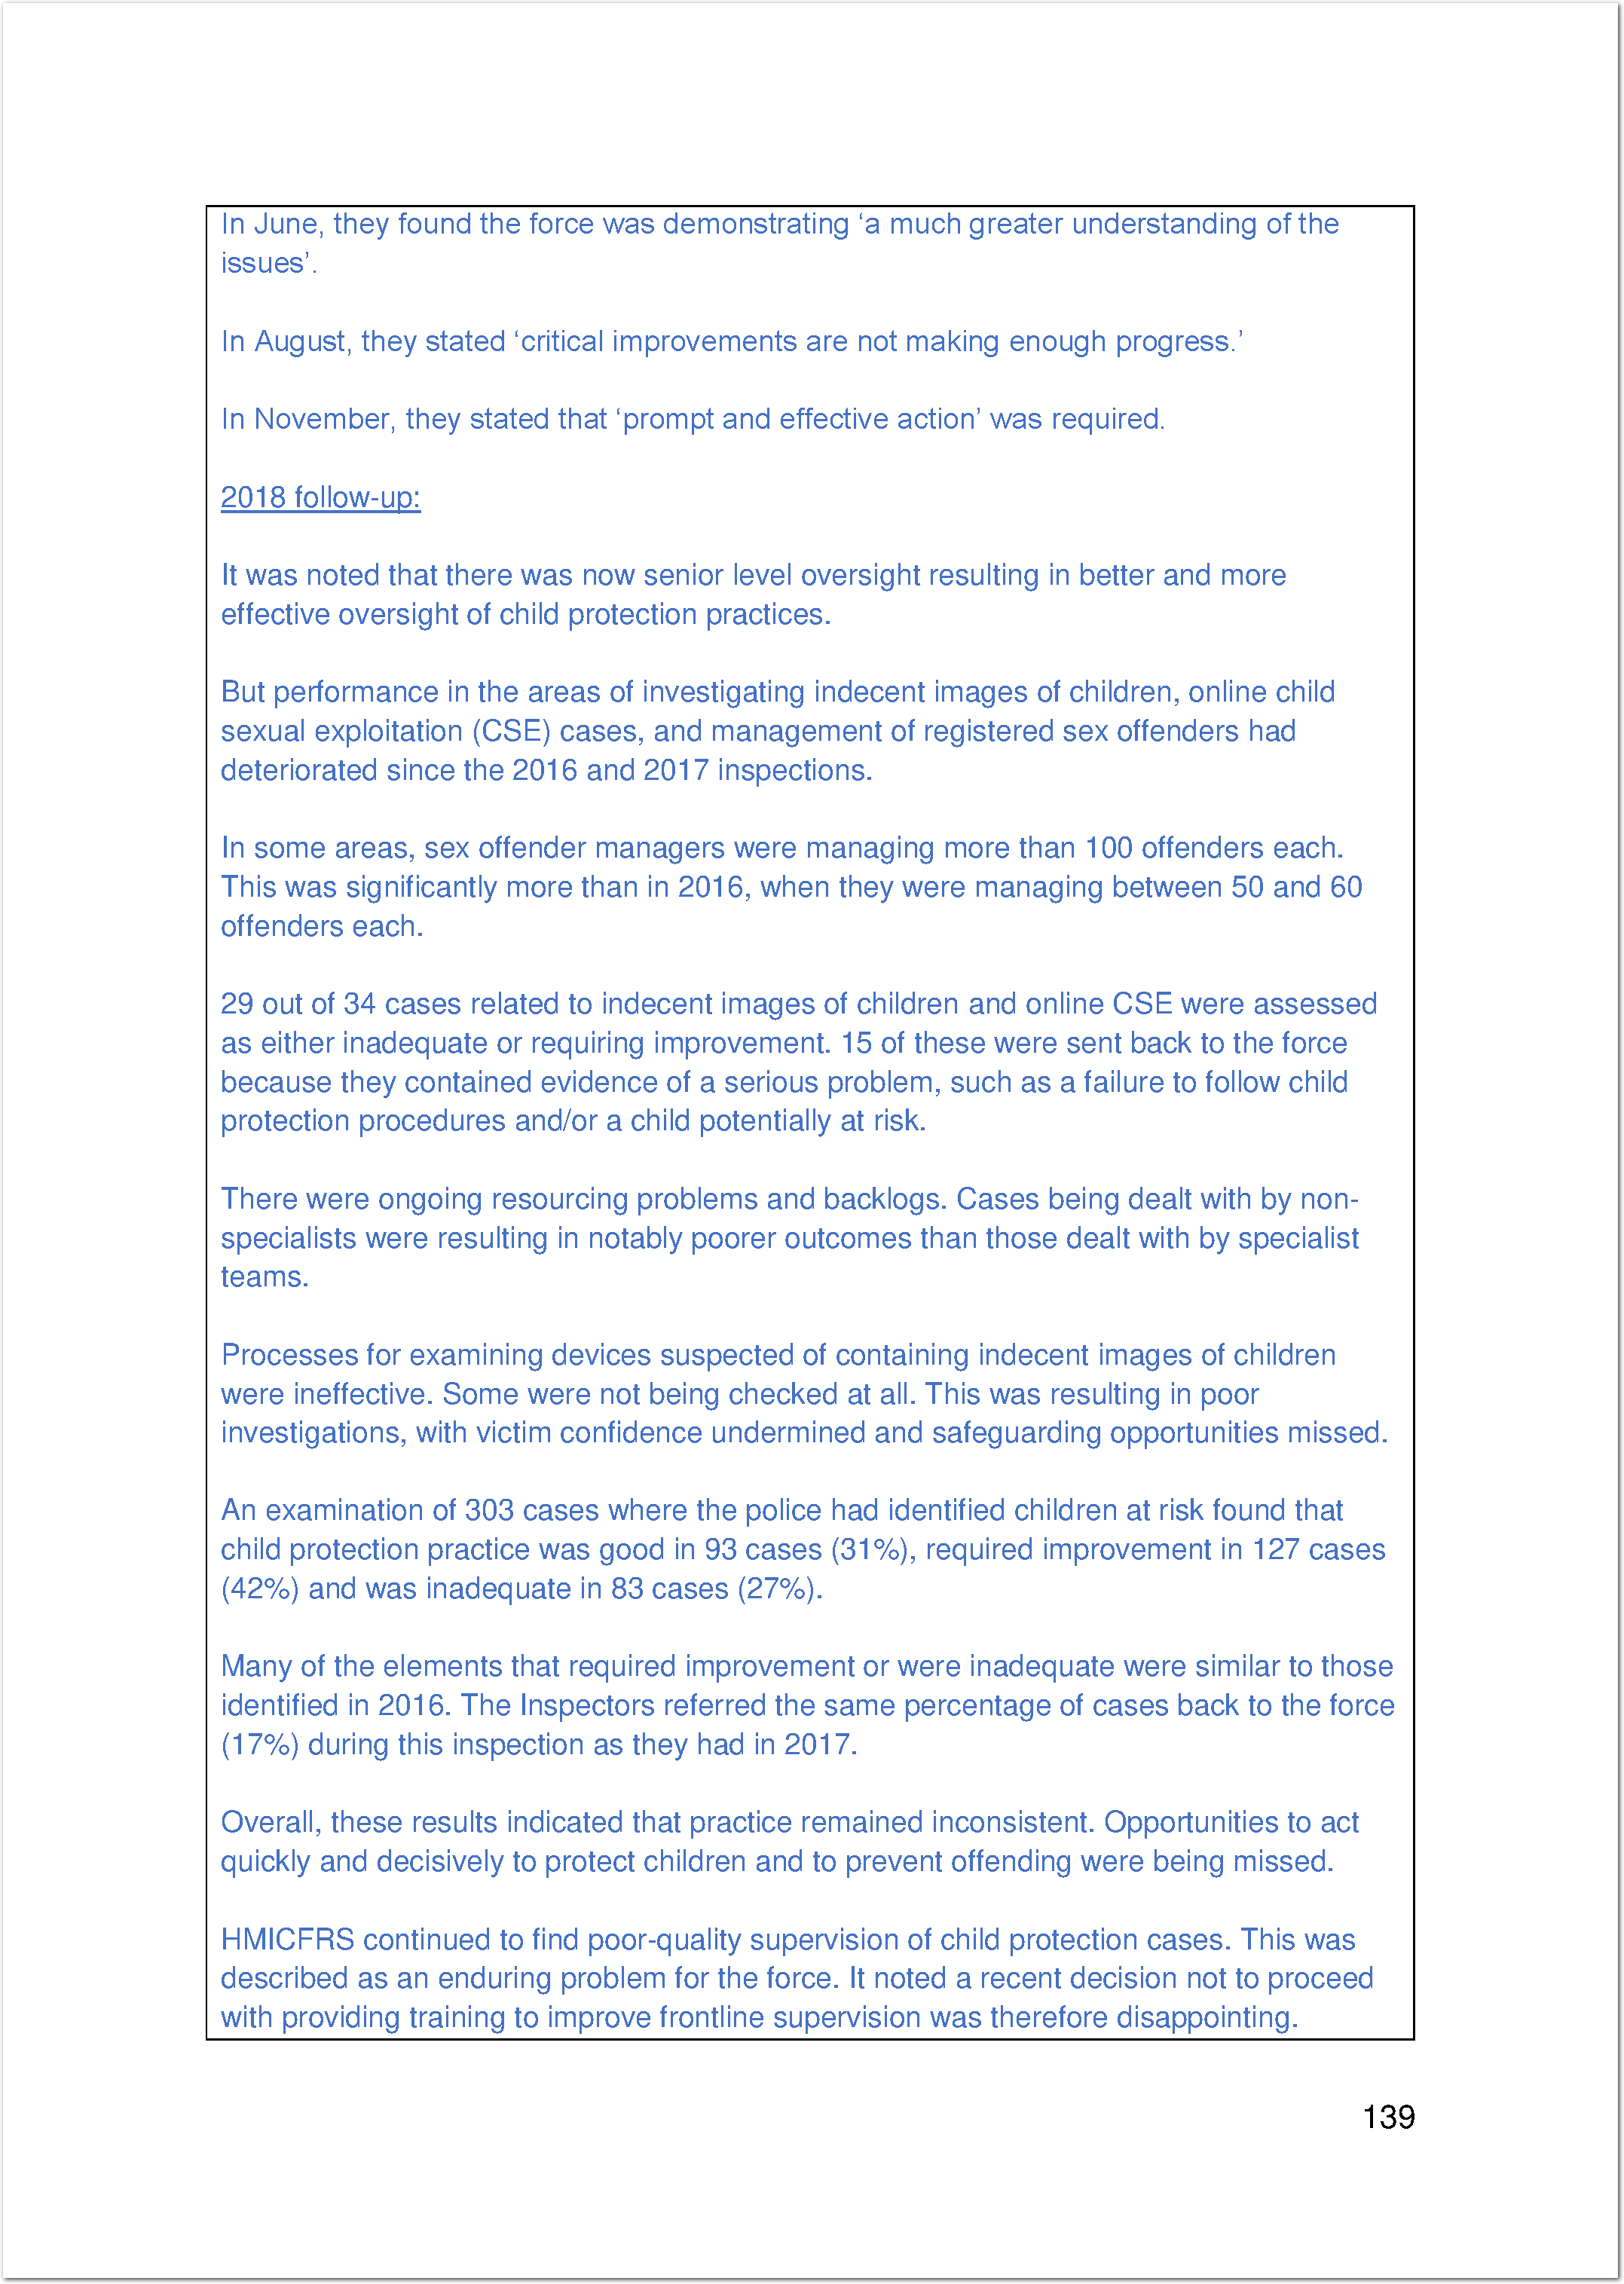 In June, they found the force was demonstrating ‘a much greater understanding of the
issues’.
In August, they stated ‘critical improvements are not making enough progress.’
In November, they stated that ‘prompt and effective action’ was required.
2018 follow-up:
It was noted that there was now senior level oversight resulting in better and more
effective oversight of child protection practices.
But performance in the areas of investigating indecent images of children, online child
sexual exploitation (CSE) cases, and management of registered sex offenders had
deteriorated since the 2016 and 2017 inspections.
In some areas, sex offender managers were managing more than 100 offenders each.
This was significantly more than in 2016, when they were managing between 50 and 60
offenders each.
29 out of 34 cases related to indecent images of children and online CSE were assessed
as either inadequate or requiring improvement. 15 of these were sent back to the force
because they contained evidence of a serious problem, such as a failure to follow child
protection procedures and/or a child potentially at risk.
There were ongoing resourcing problems and backlogs. Cases being dealt with by non-
specialists were resulting in notably poorer outcomes than those dealt with by specialist
teams.
Processes for examining devices suspected of containing indecent images of children
were ineffective. Some were not being checked at all. This was resulting in poor
investigations, with victim confidence undermined and safeguarding opportunities missed.
An examination of 303 cases where the police had identified children at risk found that
child protection practice was good in 93 cases (31%), required improvement in 127 cases
(42%) and was inadequate in 83 cases (27%).
Many of the elements that required improvement or were inadequate were similar to those
identified in 2016. The Inspectors referred the same percentage of cases back to the force
(17%) during this inspection as they had in 2017.
Overall, these results indicated that practice remained inconsistent. Opportunities to act
quickly and decisively to protect children and to prevent offending were being missed.
HMICFRS continued to find poor-quality supervision of child protection cases. This was
described as an enduring problem for the force. It noted a recent decision not to proceed
with providing training to improve frontline supervision was therefore disappointing.
139